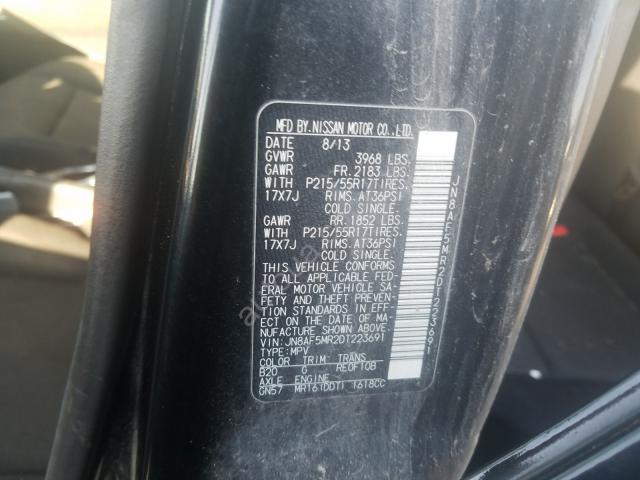 MFD BY.NISSAN MOTOR CO.,LTD.
DATE 8/13
GVWR 3968 LBS.
GAWR FR.2183 LBS.
WITH P215/55R17TIRES.
17X7J RIMS.AT36PSI
COLD SINGLE.
GAWR RR.1852 LBS.
WITH P215/55R17TIRES.
17X7J RIMS.AT36PSI
COLD SINGLE.
THIS VEHICLE CONFORMS
TO ALL APPLICABLE FED-
ERAL MOTOR VEHICLE SA-
FETY AND THEFT PREVEN-
TION STANDARDS IN EFF-
ECT ON THE DATE OF MA-
NUFACTURE SHOWN ABOVE.
VIN:JN8AF5MR2DT223691
TYPE:MPV
COLOR TRIM TRANS
B20 G RE0F10B
AXLE ENGINE
GN57 MR16(DDT) 1618CC
JN8AF5MR2DT223691